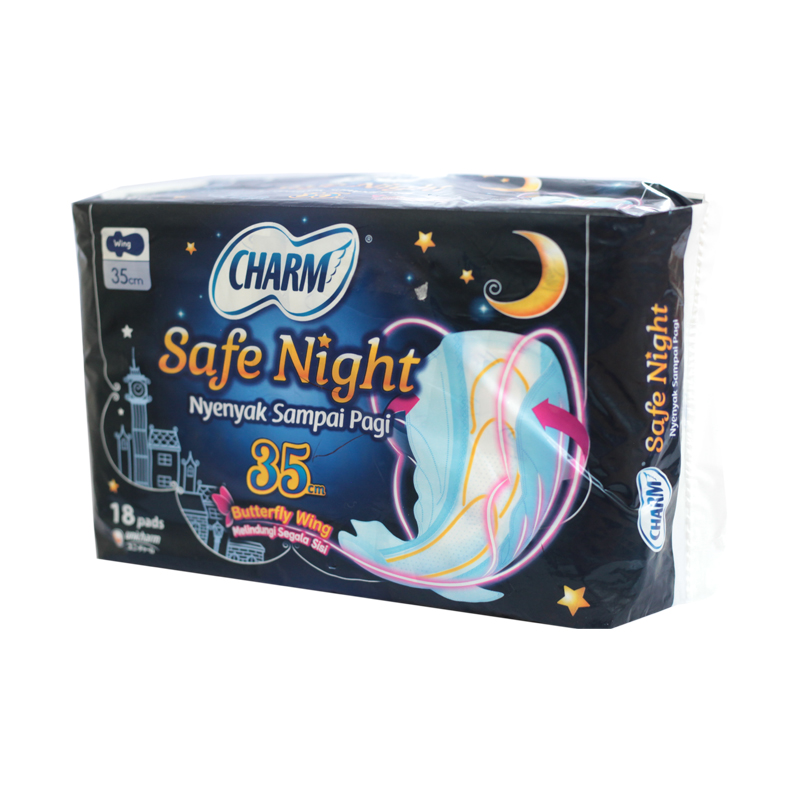 Wing
35cm
CHARM
®
Safe Night
Nyenyak Sampai Pagi
35cm
Butterfly Wing
Melindungi Segala Sisi
18 pads
unicharm
Safe Night
Nyenyak Sampai Pagi
CHARM